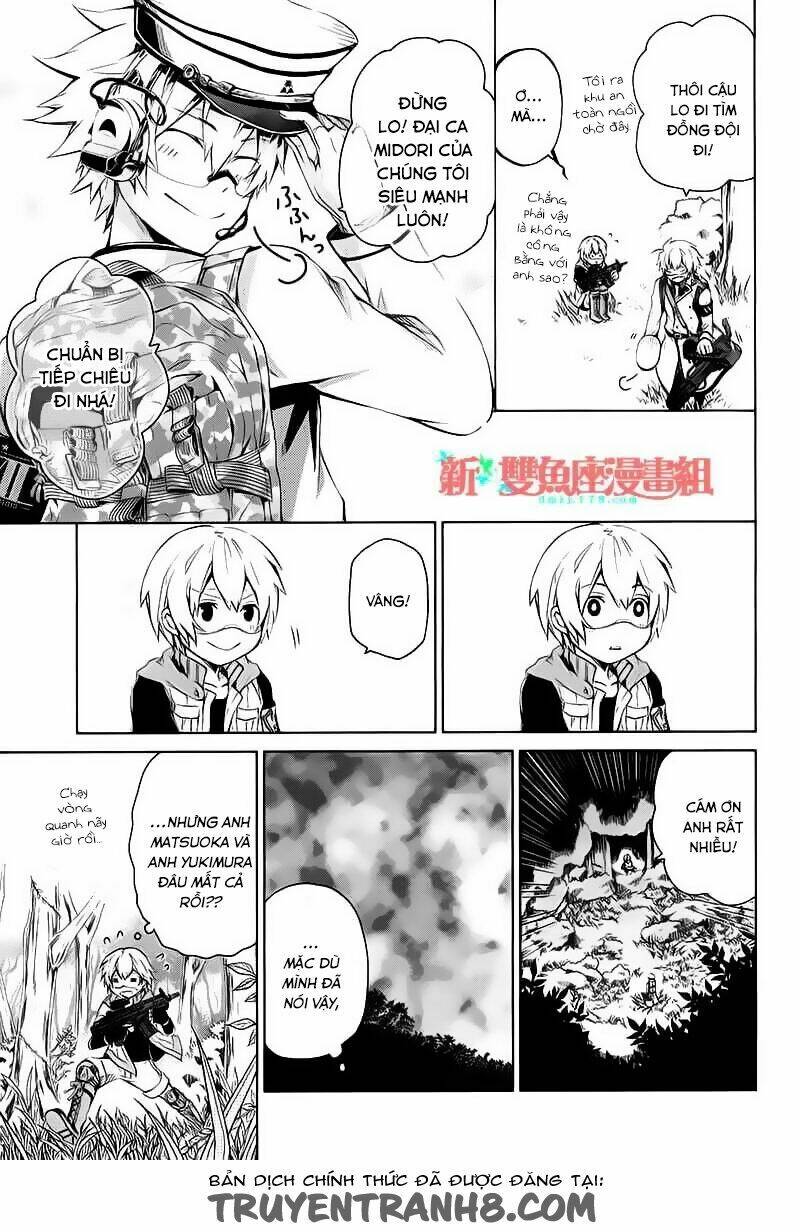 THÔI CẬU
LO ĐI TÌM
ĐỒNG ĐỘI
ĐI!
Tôi ra
khu an
toàn ngồi
chờ đây.
Ơ...
MÀ...
Chẳng
phải vậy
là không
công
bằng với
anh sao?
ĐỪNG
LO! ĐẠI CA
MIDORI CỦA
CHÚNG TÔI
SIÊU MẠNH
LUÔN!
ふふんっ
CHUẨN BỊ
TIẾP CHIÊU
ĐI NHÁ!
新☆雙魚座漫畫組
dmkb178.com
VÂNG!
CÁM ƠN
ANH RẤT
NHIỀU!
...
MẶC DÙ
MÌNH ĐÃ
NÓI VẬY,
...NHƯNG ANH
MATSUOKA VÀ
ANH YUKIMURA
ĐÂU MẤT CẢ
RỒI??
Chạy
vòng
quanh nãy
giờ rồi..
BẢN DỊCH CHÍNH THỨC ĐÃ ĐƯỢC ĐĂNG TẠI:
TRUYENTRANH8.COM